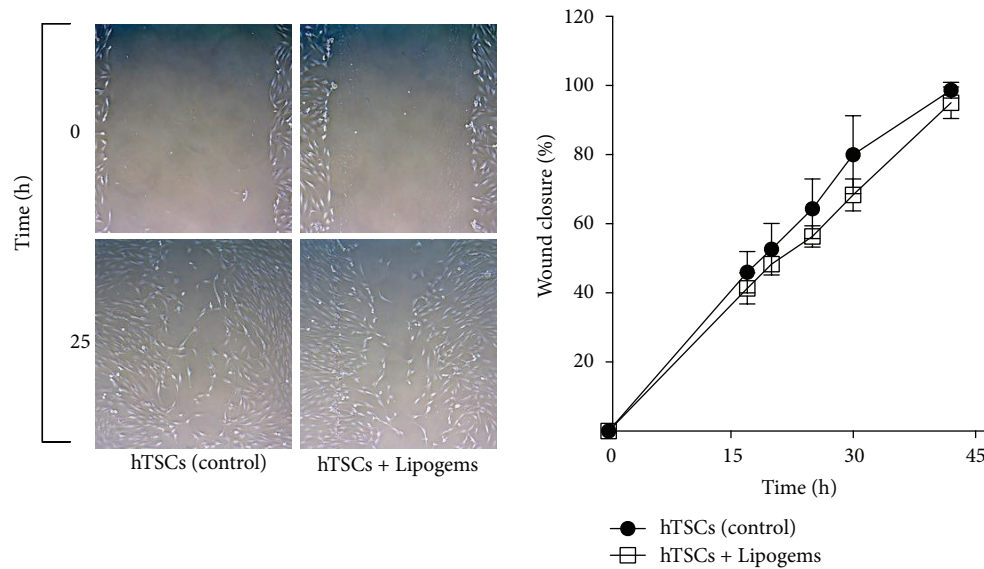 Time (h)
0
25
hTSCs (control)
hTSCs + Lipogems
Wound closure (%)
120
100
80
60
40
20
0
15
30
45
Time (h)
hTSCs (control)
hTSCs + Lipogems